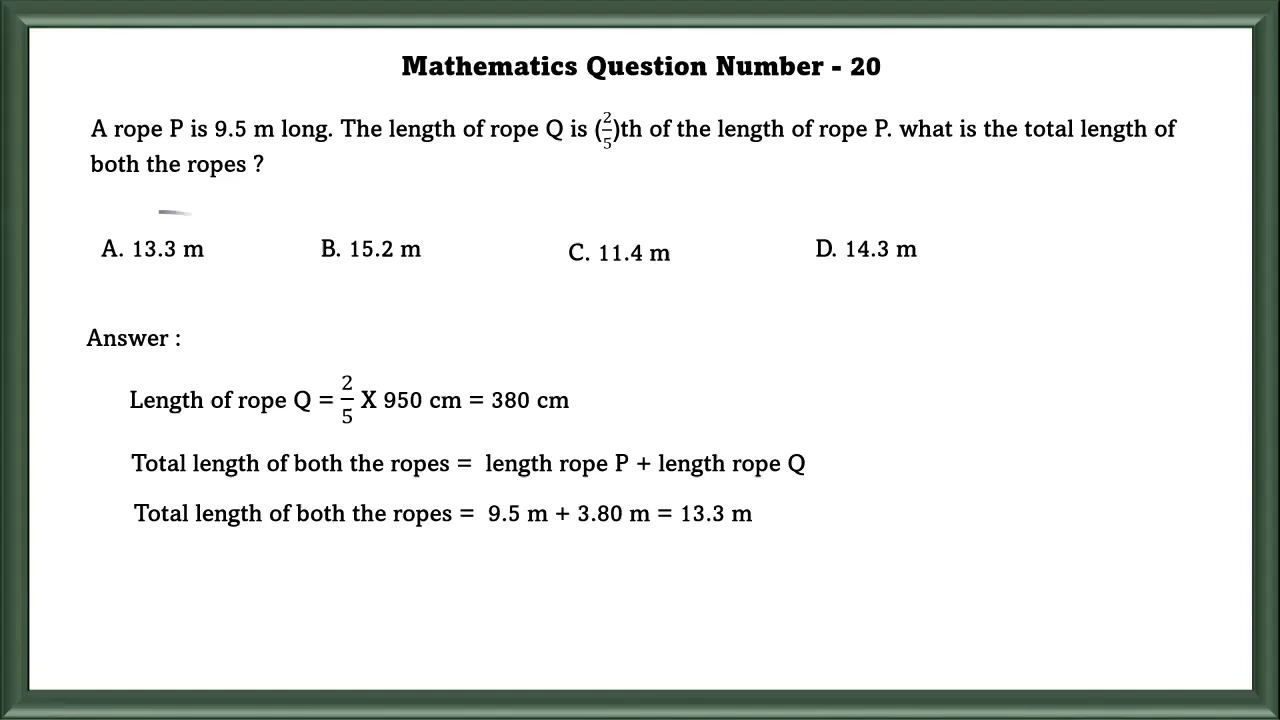 Mathematics Question Number - 20
A rope P is 9.5 m long. The length of rope Q is (2/5)th of the length of rope P. what is the total length of
both the ropes ?
A. 13.3 m B. 15.2 m C. 11.4 m D. 14.3 m
Answer :
Length of rope Q = 2/5 X 950 cm = 380 cm
Total length of both the ropes = length rope P + length rope Q
Total length of both the ropes = 9.5 m + 3.80 m = 13.3 m